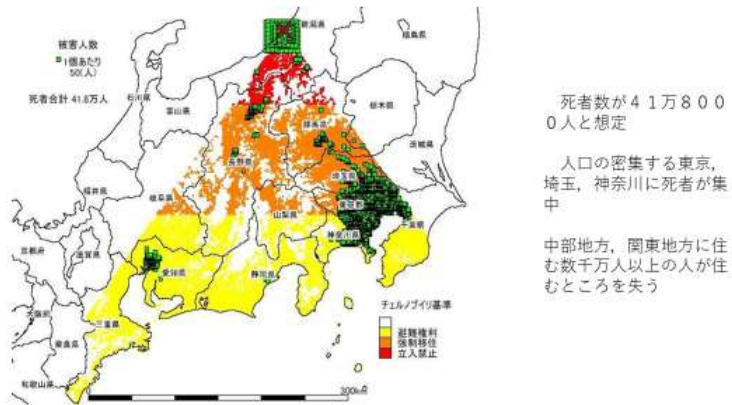 新潟県
福島県
被害人数
1個あたり
50(人)
死者合計 41.8万人
石川県
富山県
栃木県
群馬県
茨城県
長野県
埼玉県
福井県
岐阜県
東京都
山梨県
千葉県
神奈川県
京都府
滋賀県
愛知県
静岡県
大阪府
三重県
奈良県
和歌山県
チェルノブイリ基準
避難権利
強制移住
立入禁止
300km
死者数が41万800
0人と想定
人口の密集する東京,
埼玉,神奈川に死者が集
中
中部地方,関東地方に住
む数千万人以上の人が住
むところを失う